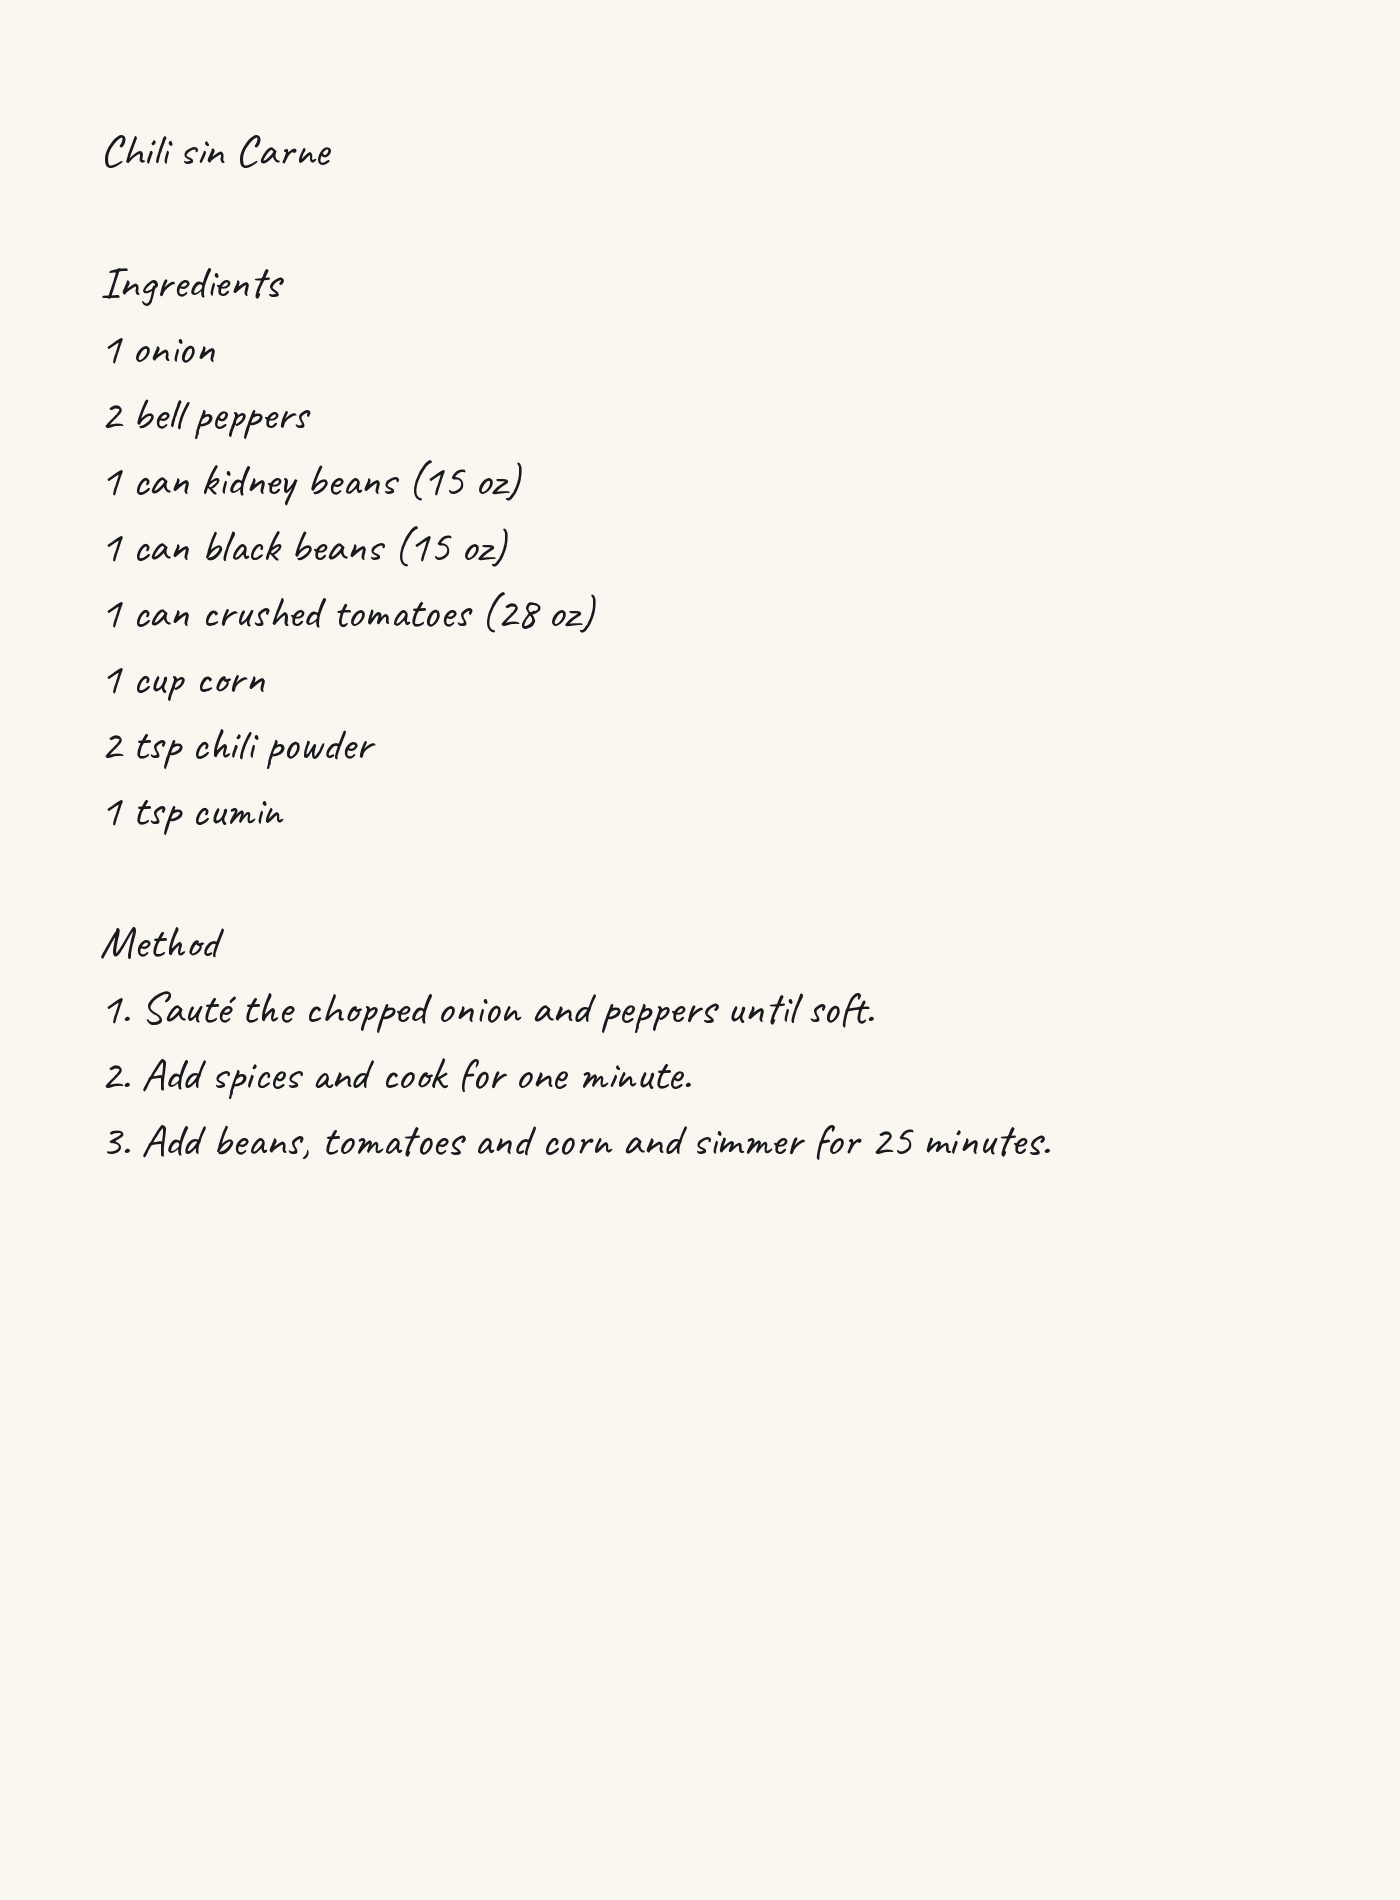 Chili sin Carne
Ingredients
1 onion
2 bell peppers
1 can kidney beans (15 oz)
1 can black beans (15 oz)
1 can crushed tomatoes (28 oz)
1 cup corn
2 tsp chili powder
1 tsp cumin
Method
1. Sauté the chopped onion and peppers until soft.
2. Add spices and cook for one minute.
3. Add beans, tomatoes and corn and simmer for 25 minutes.